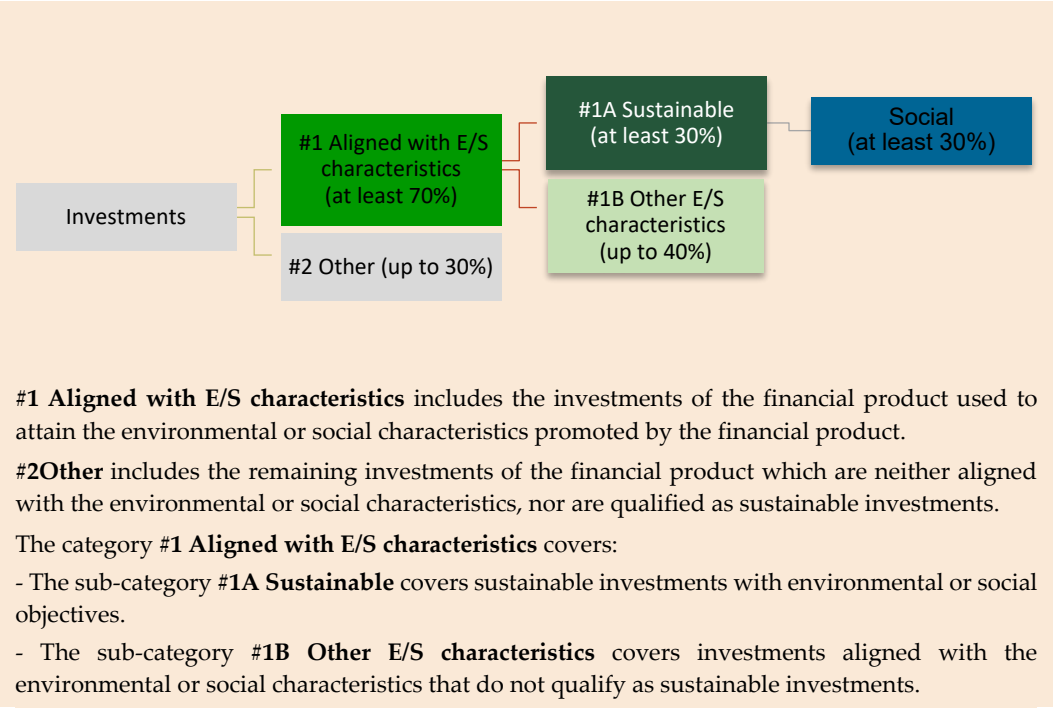 Investments
#1 Aligned with E/S
characteristics
(at least 70%)
#2 Other (up to 30%)
#1A Sustainable
(at least 30%)
#1B Other E/S
characteristics
(up to 40%)
Social
(at least 30%)
#1 Aligned with E/S characteristics includes the investments of the financial product used to
attain the environmental or social characteristics promoted by the financial product.
#2Other includes the remaining investments of the financial product which are neither aligned
with the environmental or social characteristics, nor are qualified as sustainable investments.
The category #1 Aligned with E/S characteristics covers:
- The sub-category #1A Sustainable covers sustainable investments with environmental or social
objectives.
- The sub-category #1B Other E/S characteristics covers investments aligned with the
environmental or social characteristics that do not qualify as sustainable investments.